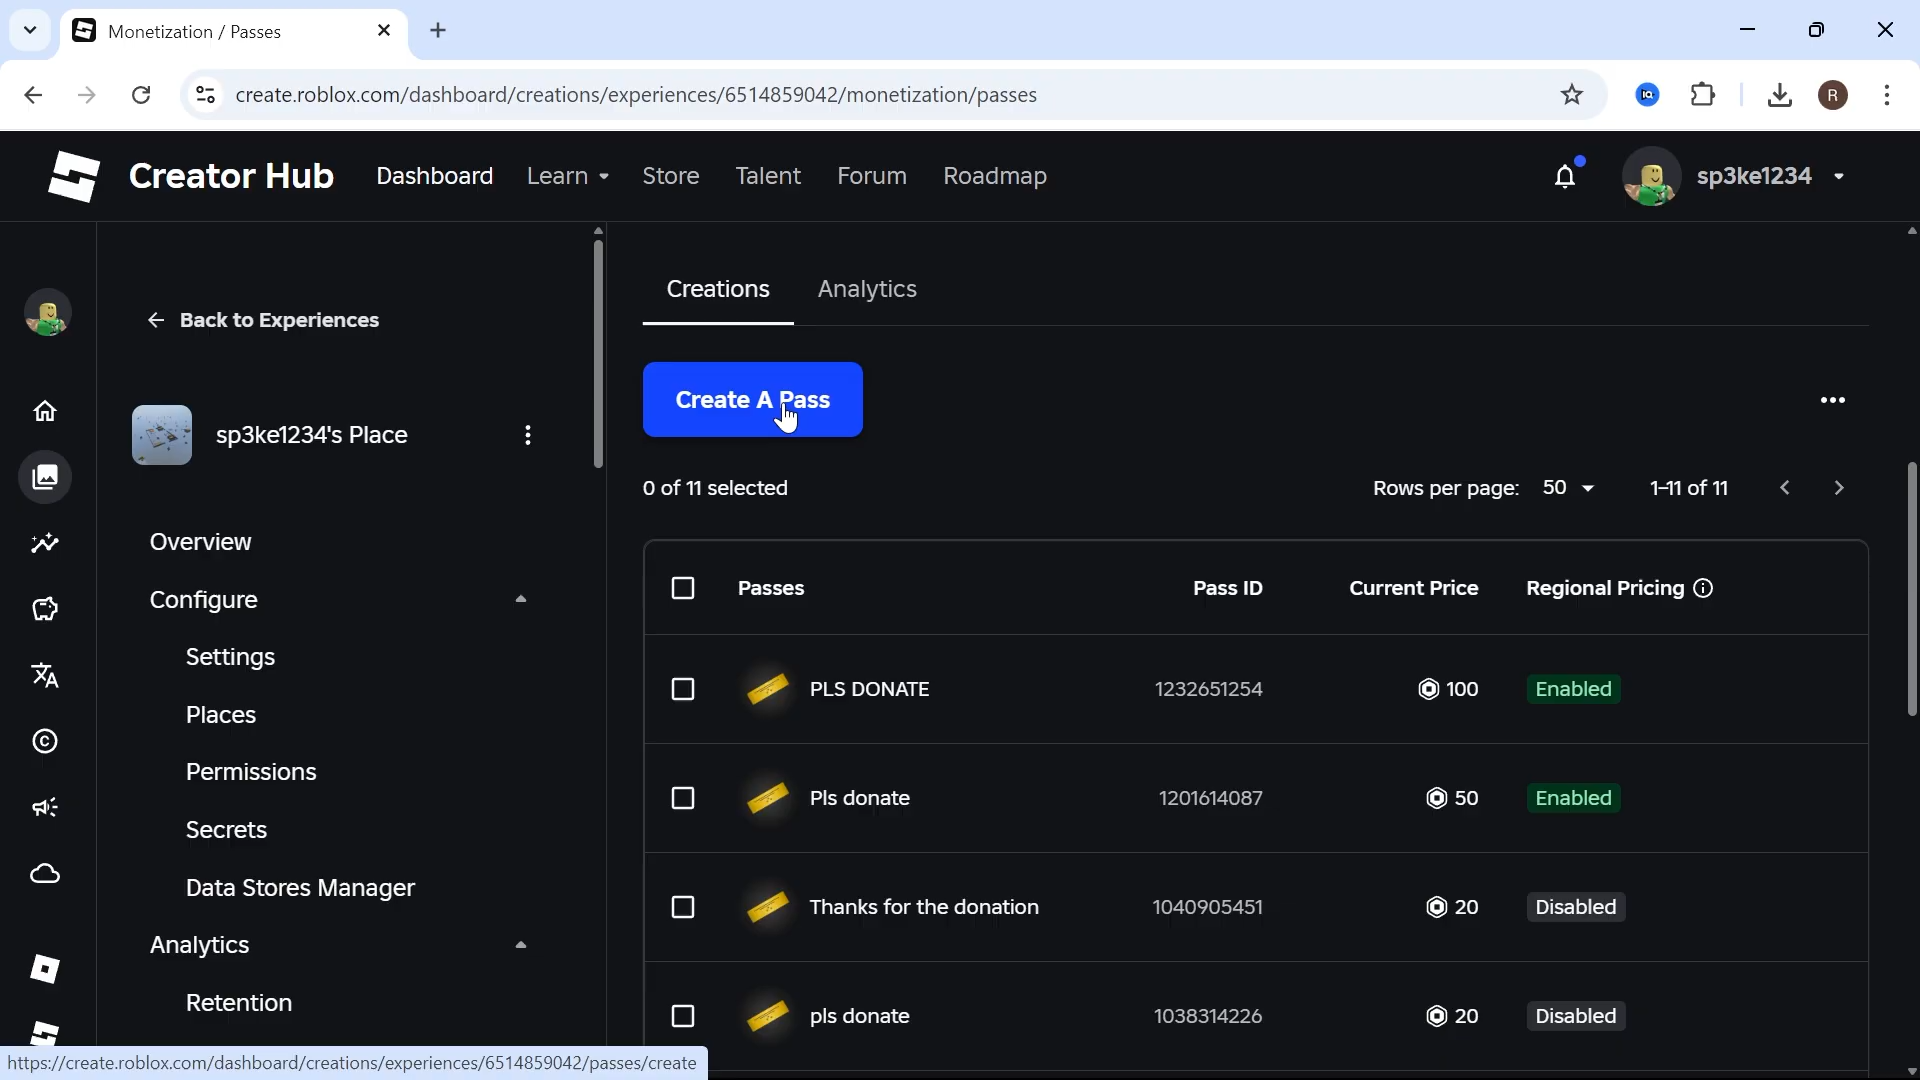 Monetization / Passes
create.roblox.com/dashboard/creations/experiences/6514859042/monetization/passes
R
Creator Hub
Dashboard
Learn
Store
Talent
Forum
Roadmap
sp3ke1234
Back to Experiences
sp3ke1234's Place
Overview
Configure
Settings
Places
Permissions
Secrets
Data Stores Manager
Analytics
Retention
Creations
Analytics
Create A Pass
0 of 11 selected
Rows per page: 50
1–11 of 11
Passes Pass ID Current Price Regional Pricing
PLS DONATE 1232651254 100 Enabled
Pls donate 1201614087 50 Enabled
Thanks for the donation 1040905451 20 Disabled
pls donate 1038314226 20 Disabled
https://create.roblox.com/dashboard/creations/experiences/6514859042/passes/create